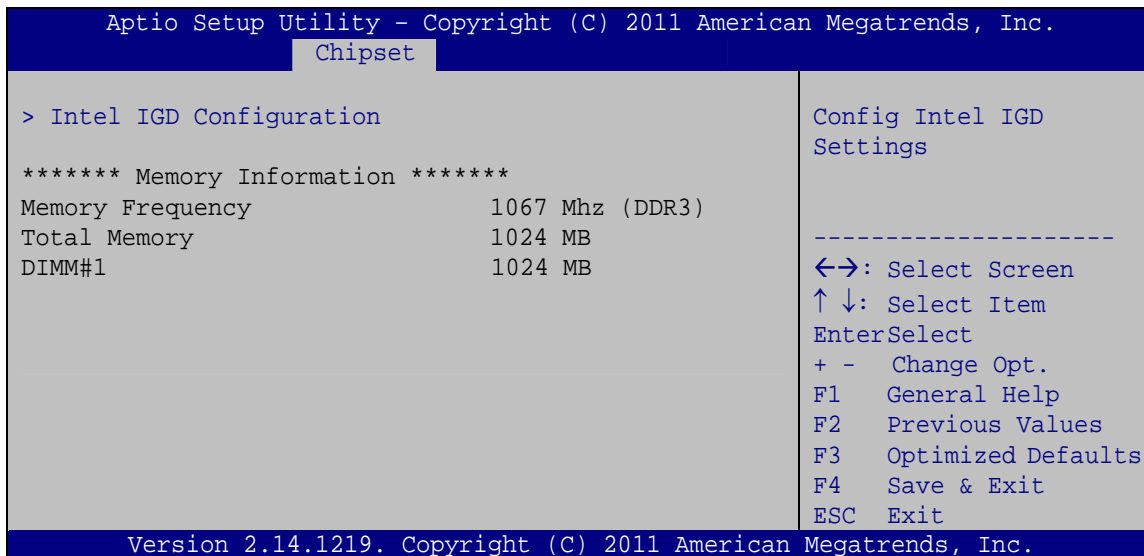 Aptio Setup Utility – Copyright (C) 2011 American Megatrends, Inc.
Chipset
> Intel IGD Configuration
******* Memory Information *******
Memory Frequency 1067 Mhz (DDR3)
Total Memory 1024 MB
DIMM#1 1024 MB
Config Intel IGD
Settings
---------------------
←→: Select Screen
↑ ↓: Select Item
EnterSelect
+ - Change Opt.
F1 General Help
F2 Previous Values
F3 Optimized Defaults
F4 Save & Exit
ESC Exit
Version 2.14.1219. Copyright (C) 2011 American Megatrends, Inc.